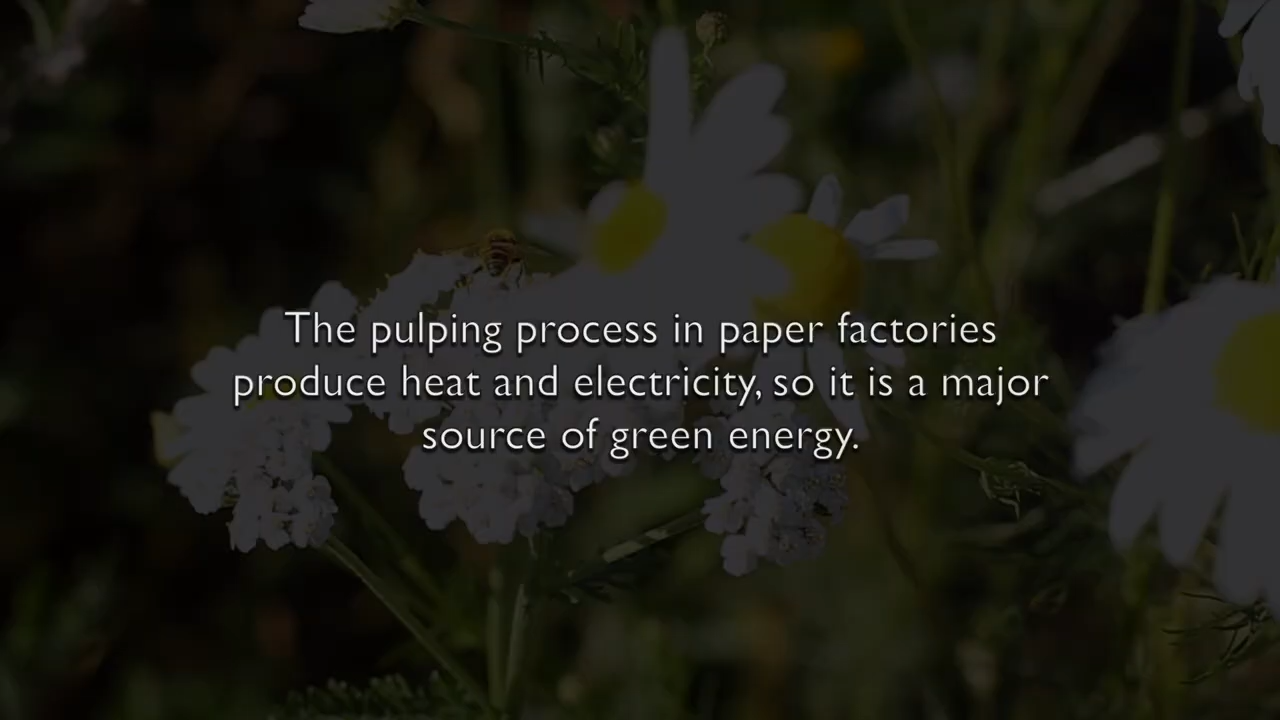 The pulping process in paper factories
produce heat and electricity, so it is a major
source of green energy.